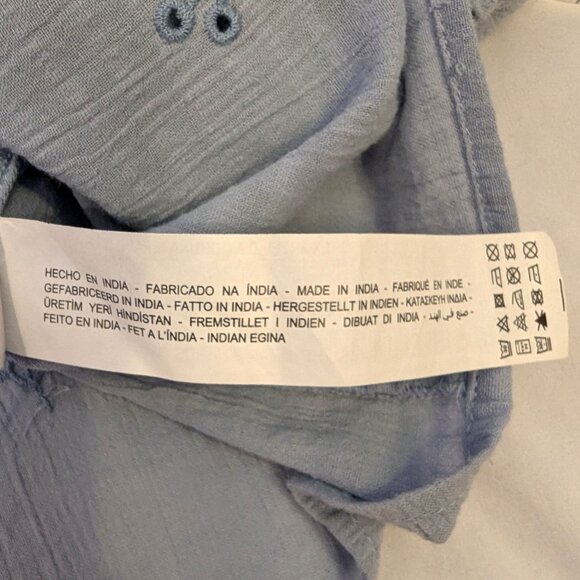 HECHO EN INDIA - FABRICADO NA ÍNDIA - MADE IN INDIA - FABRIQUÉ EN INDE -
GEFABRICEERD IN INDIA - FATTO IN INDIA - HERGESTELLT IN INDIEN - ΚΑΤΑΣΚΕΥΗ ΙΝΔΙΑ -
ÜRETİM YERİ HİNDİSTAN - FREMSTILLET I INDIEN - DIBUAT DI INDIA - صنع في الهند -
FEITO EN INDIA - FET A L'ÍNDIA - INDIAN EGINA